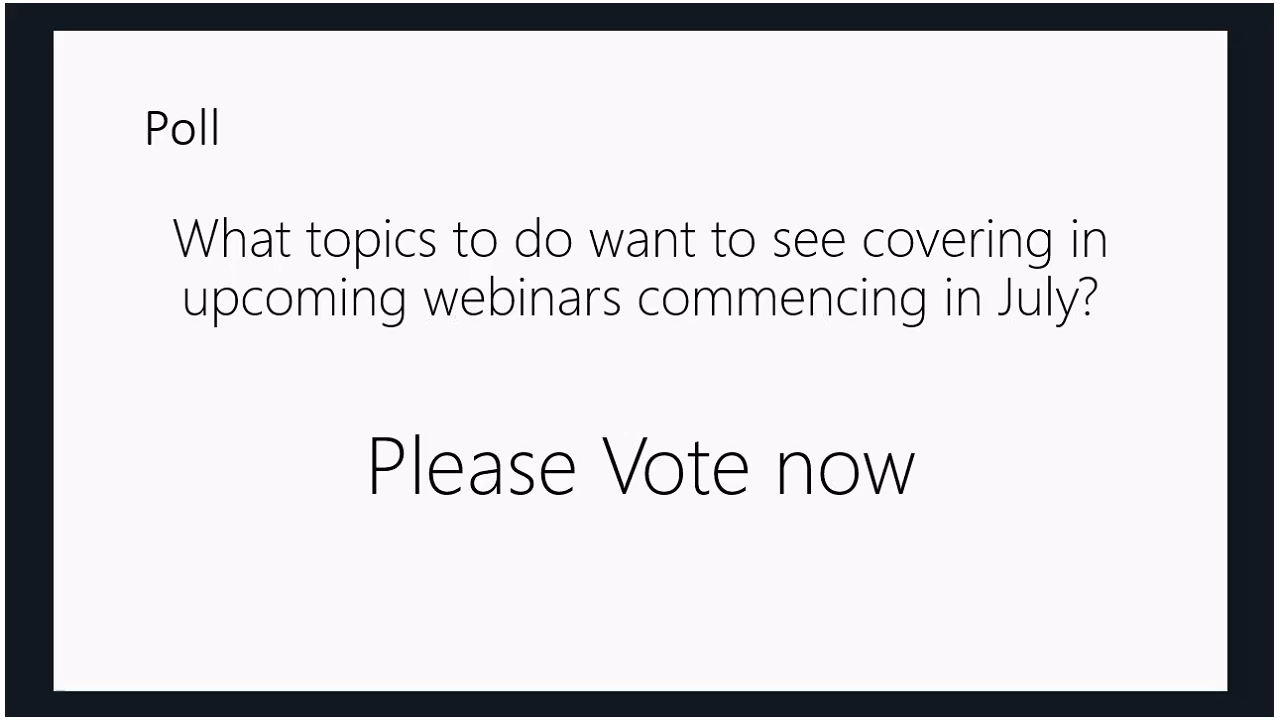 Poll
What topics to do want to see covering in
upcoming webinars commencing in July?
Please Vote now